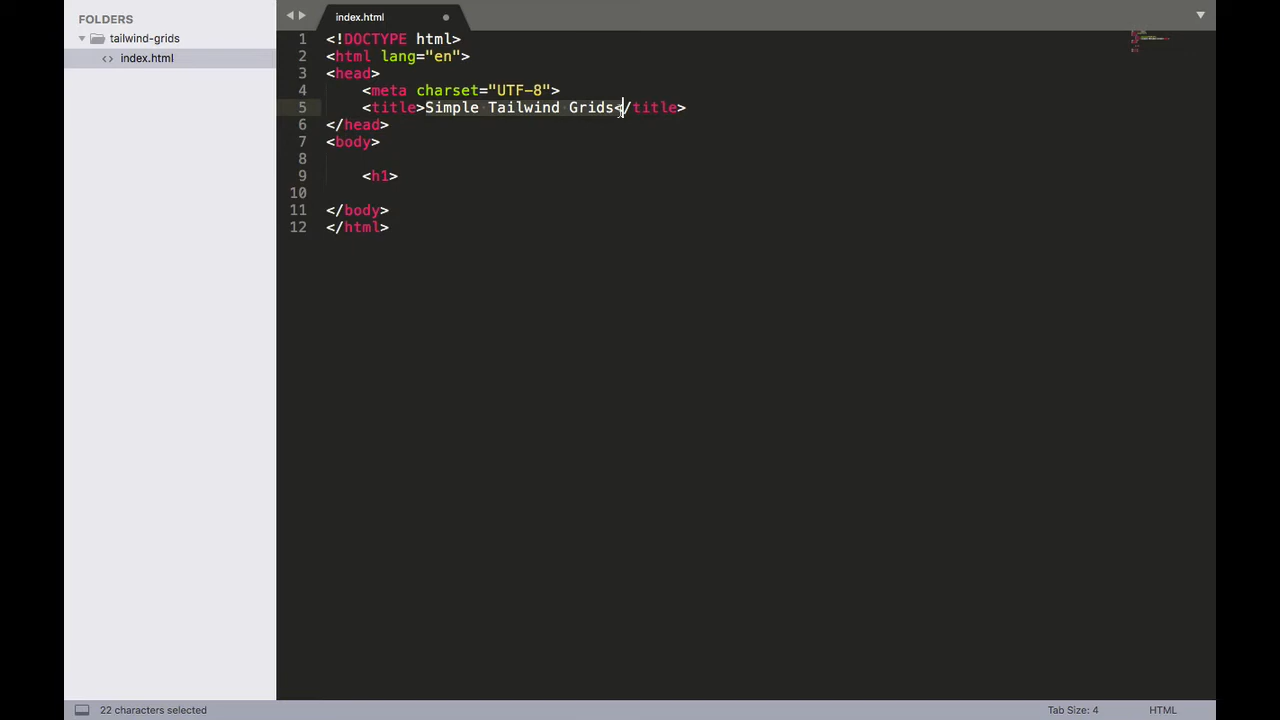 FOLDERS
tailwind-grids
<> index.html
index.html
1 <!DOCTYPE html>
2 <html lang="en">
3 <head>
4     <meta charset="UTF-8">
5     <title>Simple Tailwind Grids</title>
6 </head>
7 <body>
8
9     <h1>
10
11 </body>
12 </html>
22 characters selected
Tab Size: 4
HTML